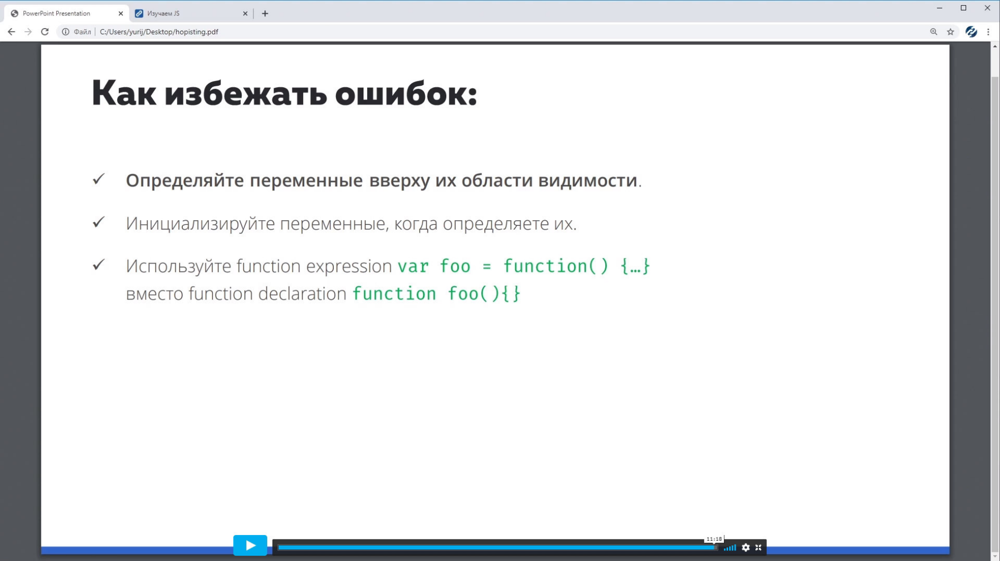 PowerPoint Presentation
Изучаем JS
Файл
C:/Users/yurij/Desktop/hopisting.pdf
Как избежать ошибок:
Определяйте переменные вверху их области видимости.
Инициализируйте переменные, когда определяете их.
Используйте function expression var foo = function() {…}
вместо function declaration function foo(){}
11:18